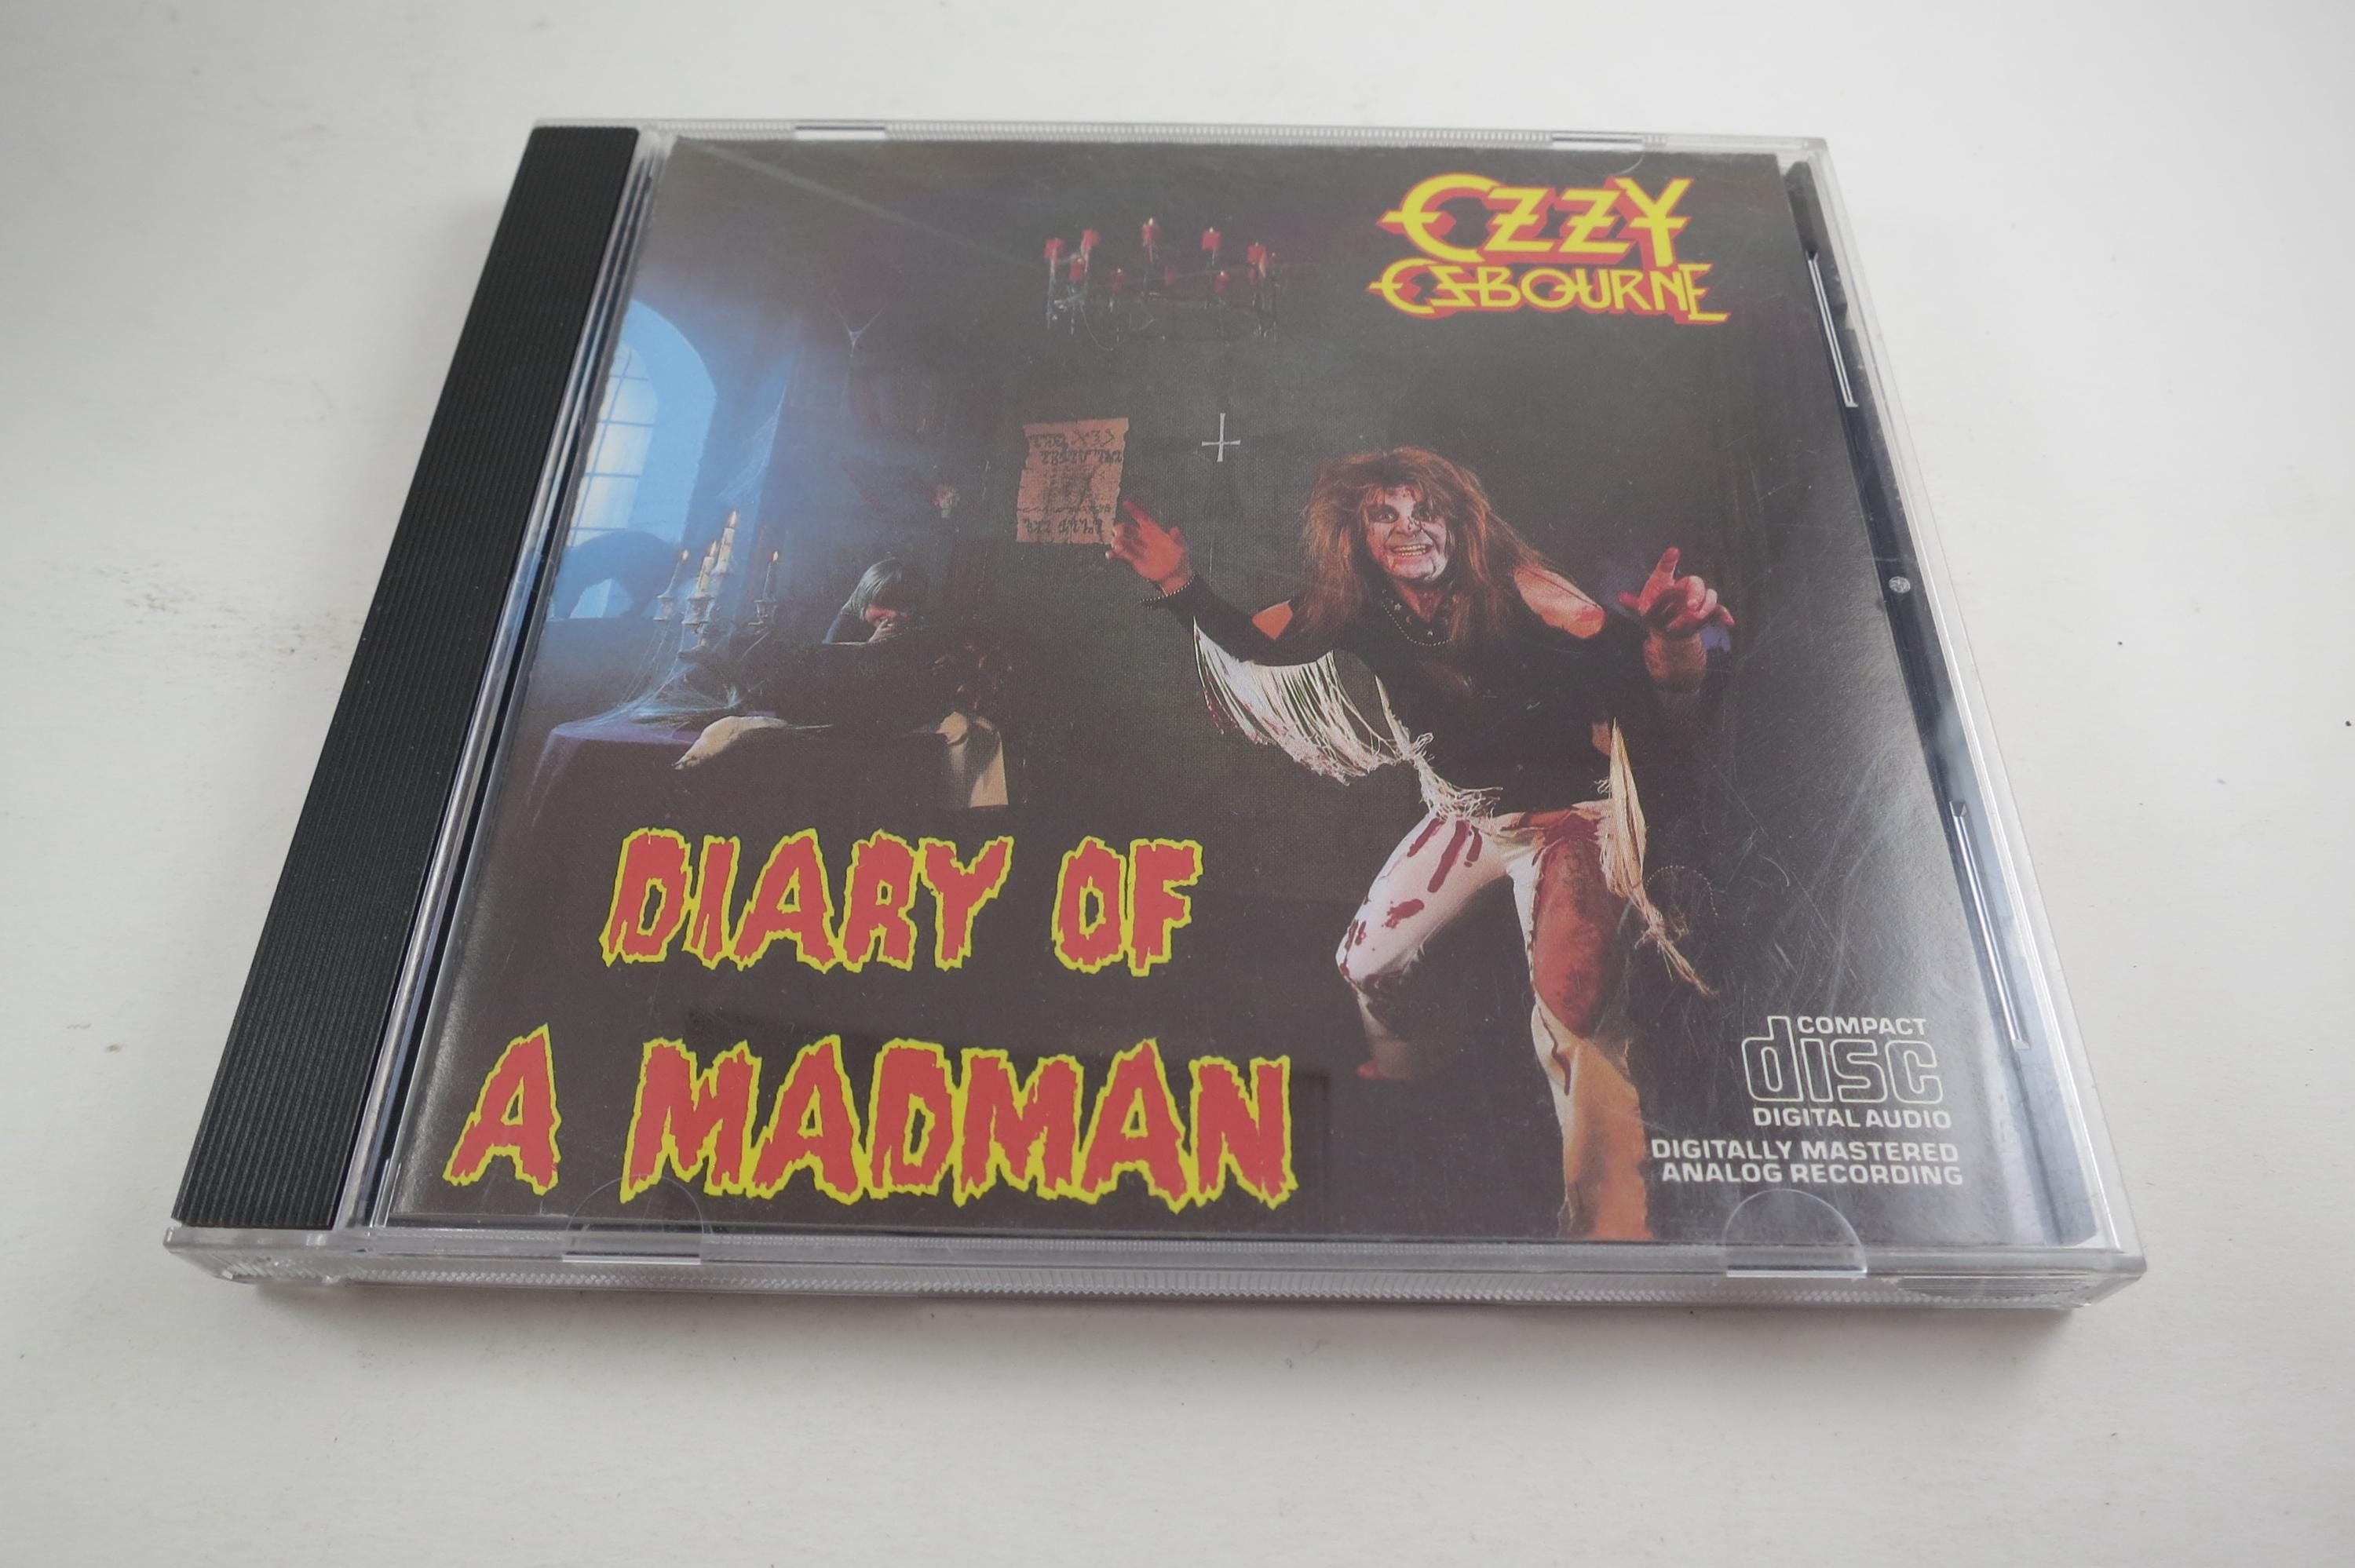 OZZY
OSBOURNE
DIARY OF
A MADMAN
COMPACT
disc
DIGITAL AUDIO
DIGITALLY MASTERED
ANALOG RECORDING